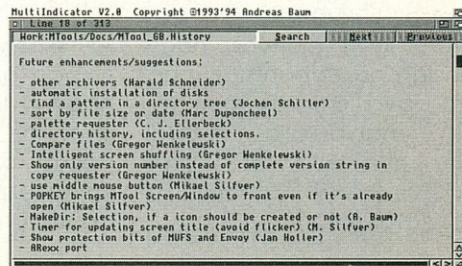 MultiIndicator V2.0 Copyright ©1993'94 Andreas Baum
Line 18 of 313
Work:MTools/Docs/MTool_GB.History Search Next Previous
Future enhancements/suggestions:
- other archivers (Harald Schneider)
- automatic installation of disks
- find a pattern in a directory tree (Jochen Schiller)
- sort by file size or date (Marc Duponcheel)
- palette requester (C. J. Ellerbeck)
- directory history, including selections.
- Compare files (Gregor Wenkelewski)
- Intelligent screen shuffling (Gregor Wenkelewski)
- Show only version number instead of complete version string in
copy requester (Gregor Wenkelewski)
- use middle mouse button (Mikael Silfver)
- POPKEY brings MTool Screen/Window to front even if it's already
open (Mikael Silfver)
- MakeDir: Selection, if a icon should be created or not (A. Baum)
- Timer for updating screen title (avoid flicker) (M. Silfver)
- Show protection bits of MUFS and Envoy (Jan Holler)
- ARexx port